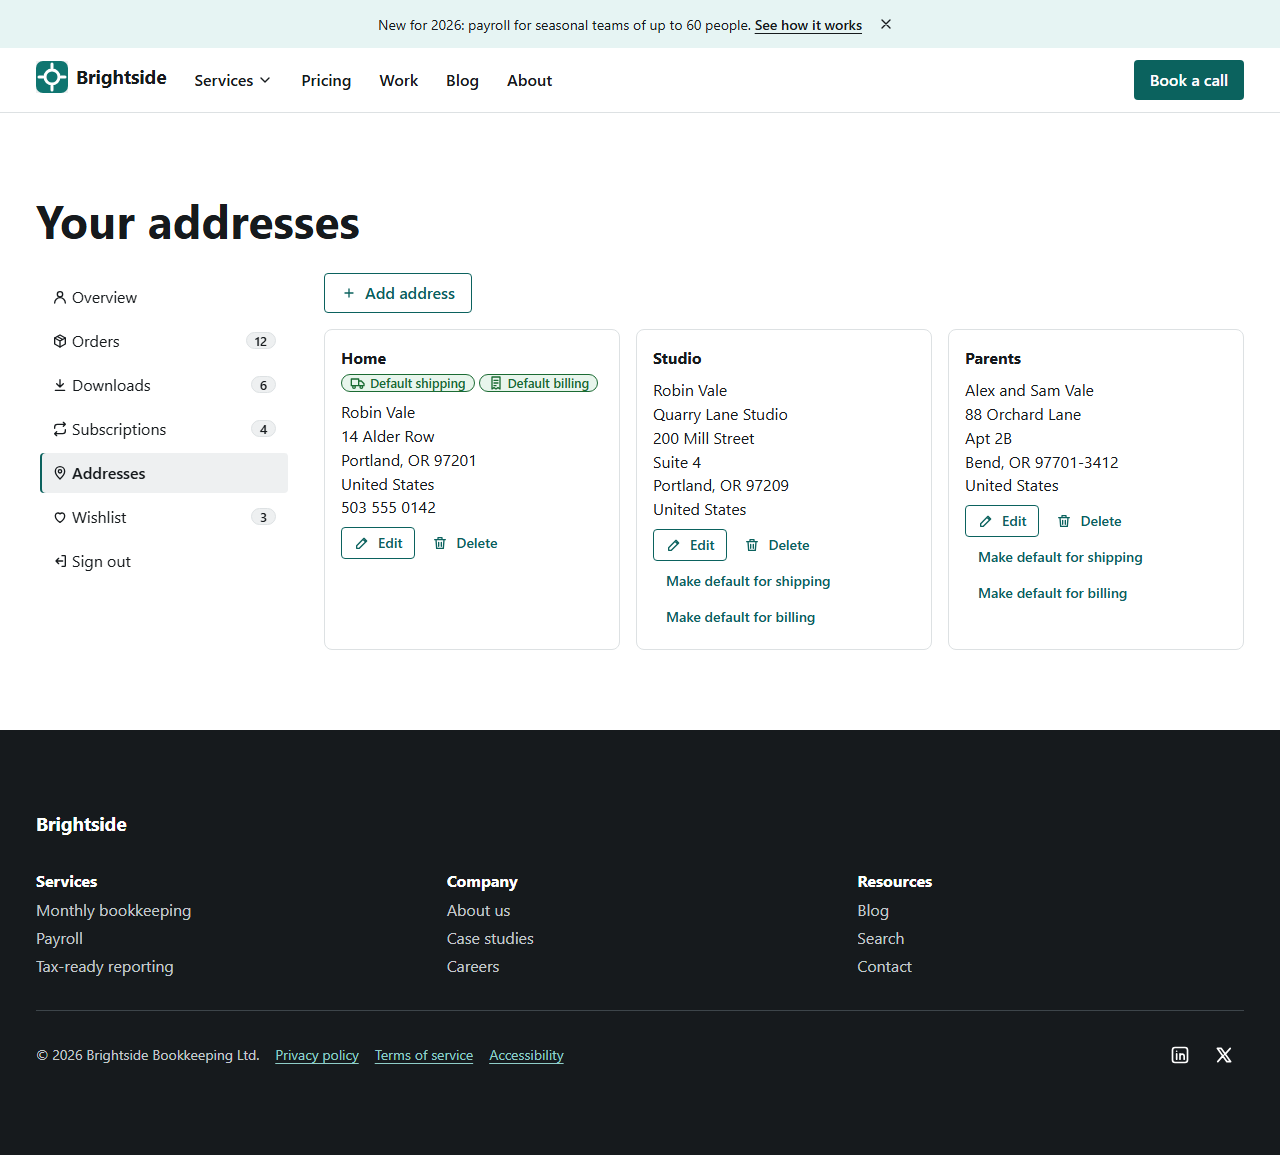 New for 2026: payroll for seasonal teams of up to 60 people. See how it works
Brightside
Services
Pricing
Work
Blog
About
Book a call
Your addresses
Overview
Orders 12
Downloads 6
Subscriptions 4
Addresses
Wishlist 3
Sign out
Add address
Home
Default shipping
Default billing
Robin Vale
14 Alder Row
Portland, OR 97201
United States
503 555 0142
Edit
Delete
Studio
Robin Vale
Quarry Lane Studio
200 Mill Street
Suite 4
Portland, OR 97209
United States
Edit
Delete
Make default for shipping
Make default for billing
Parents
Alex and Sam Vale
88 Orchard Lane
Apt 2B
Bend, OR 97701-3412
United States
Edit
Delete
Make default for shipping
Make default for billing
Brightside
Services
Monthly bookkeeping
Payroll
Tax-ready reporting
Company
About us
Case studies
Careers
Resources
Blog
Search
Contact
© 2026 Brightside Bookkeeping Ltd. Privacy policy Terms of service Accessibility